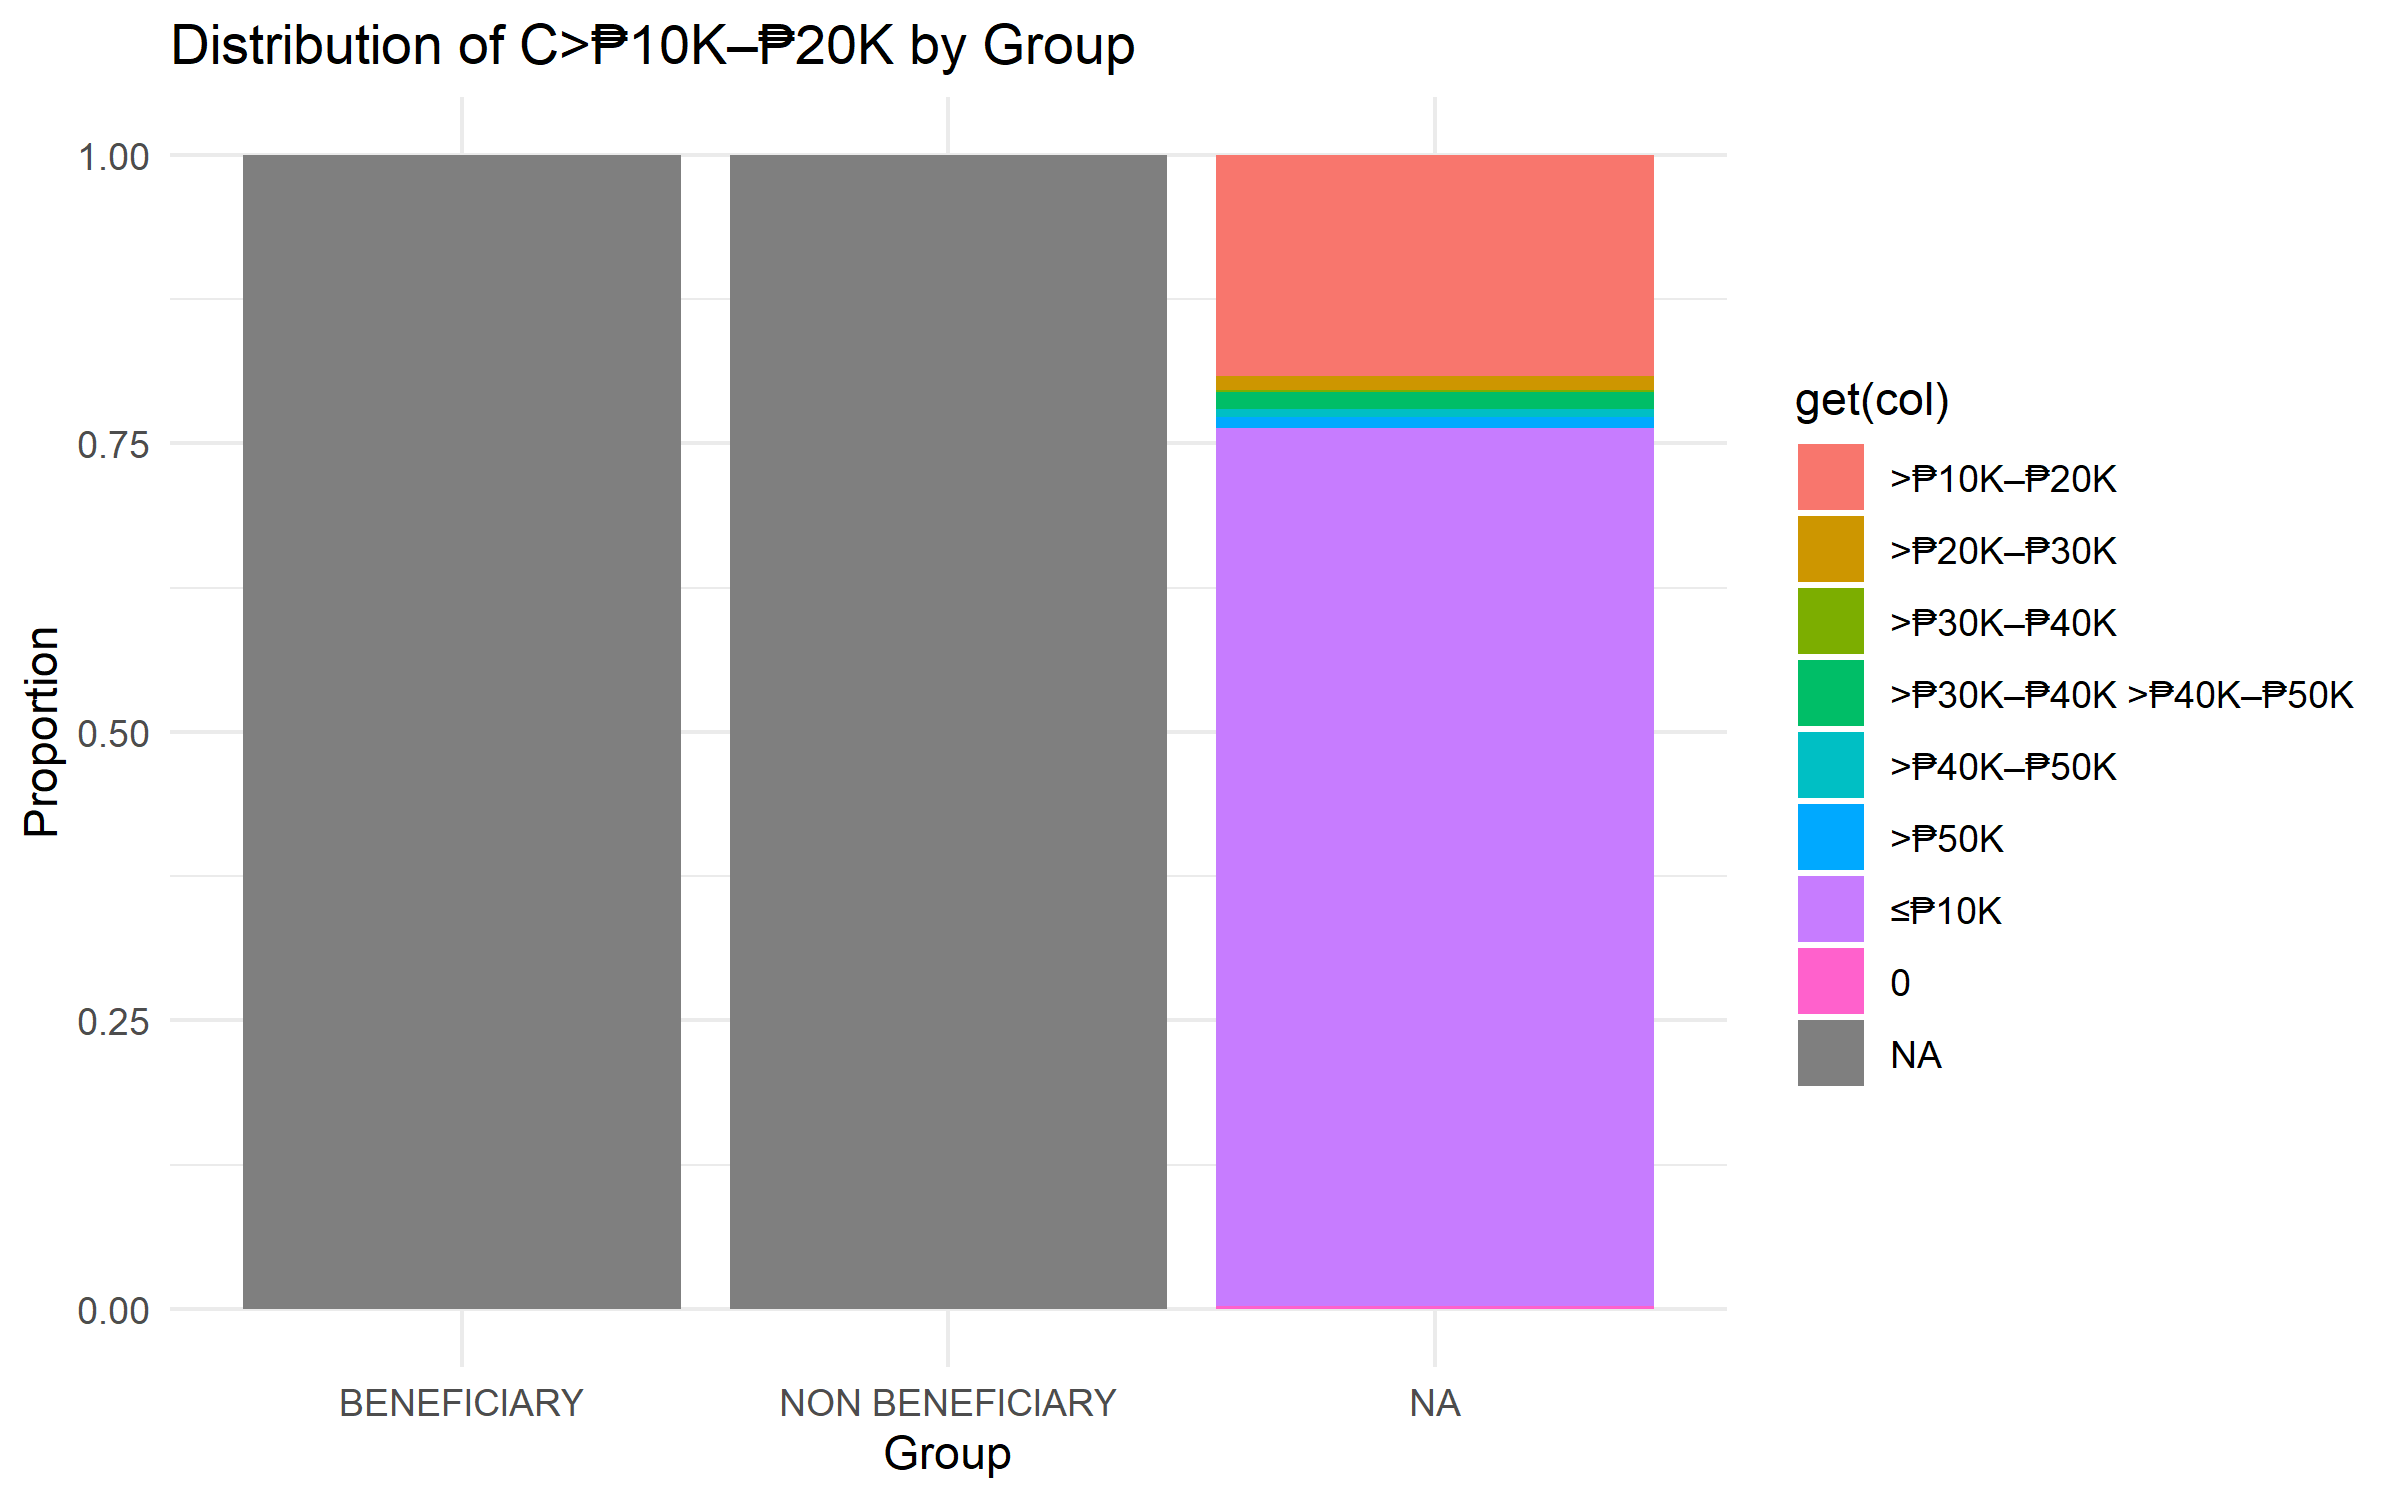 Distribution of C>₱10K–₱20K by Group
1.00
0.75
0.50
0.25
0.00
Proportion
BENEFICIARY
NON BENEFICIARY
NA
Group
get(col)
>₱10K–₱20K
>₱20K–₱30K
>₱30K–₱40K
>₱30K–₱40K >₱40K–₱50K
>₱40K–₱50K
>₱50K
≤₱10K
0
NA